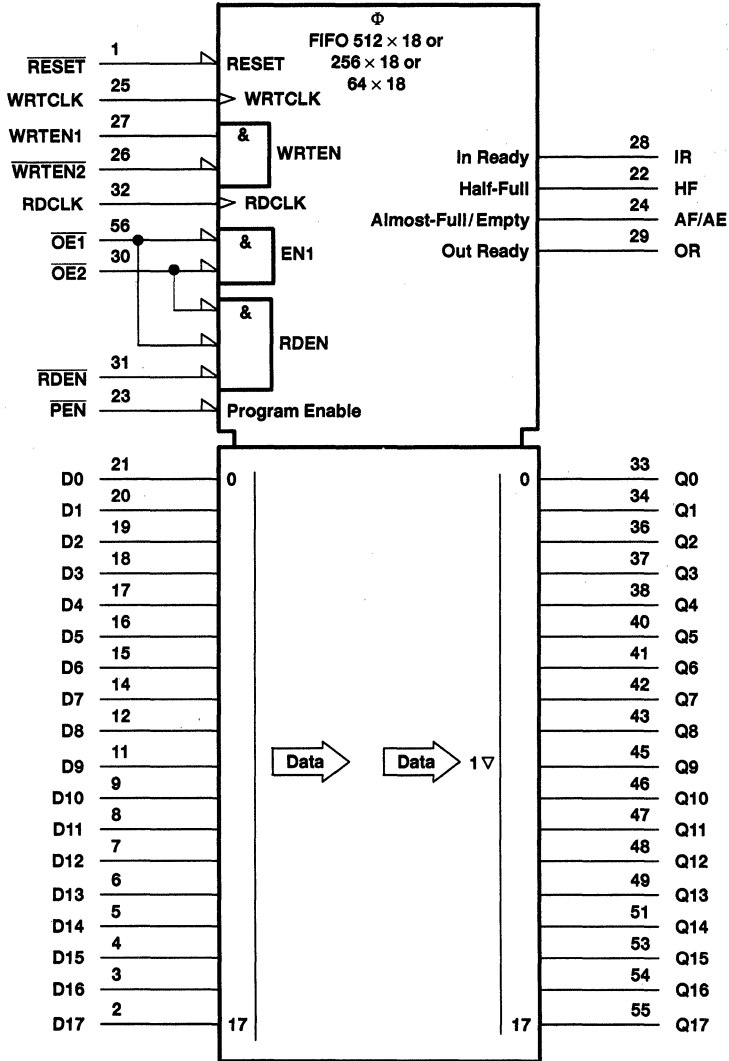 Φ
FIFO 512 × 18 or
256 × 18 or
64 × 18
RESET 1 RESET
WRTCLK 25 WRTCLK
WRTEN1 27 & WRTEN
WRTEN2 26
RDCLK 32 RDCLK
OE1 56 & EN1
OE2 30
& RDEN
RDEN 31
PEN 23 Program Enable
In Ready 28 IR
Half-Full 22 HF
Almost-Full/Empty 24 AF/AE
Out Ready 29 OR
D0 21 0 0 33 Q0
D1 20 34 Q1
D2 19 36 Q2
D3 18 37 Q3
D4 17 38 Q4
D5 16 40 Q5
D6 15 41 Q6
D7 14 42 Q7
D8 12 43 Q8
D9 11 Data Data 1 ▽ 45 Q9
D10 9 46 Q10
D11 8 47 Q11
D12 7 48 Q12
D13 6 49 Q13
D14 5 51 Q14
D15 4 53 Q15
D16 3 54 Q16
D17 2 17 17 55 Q17